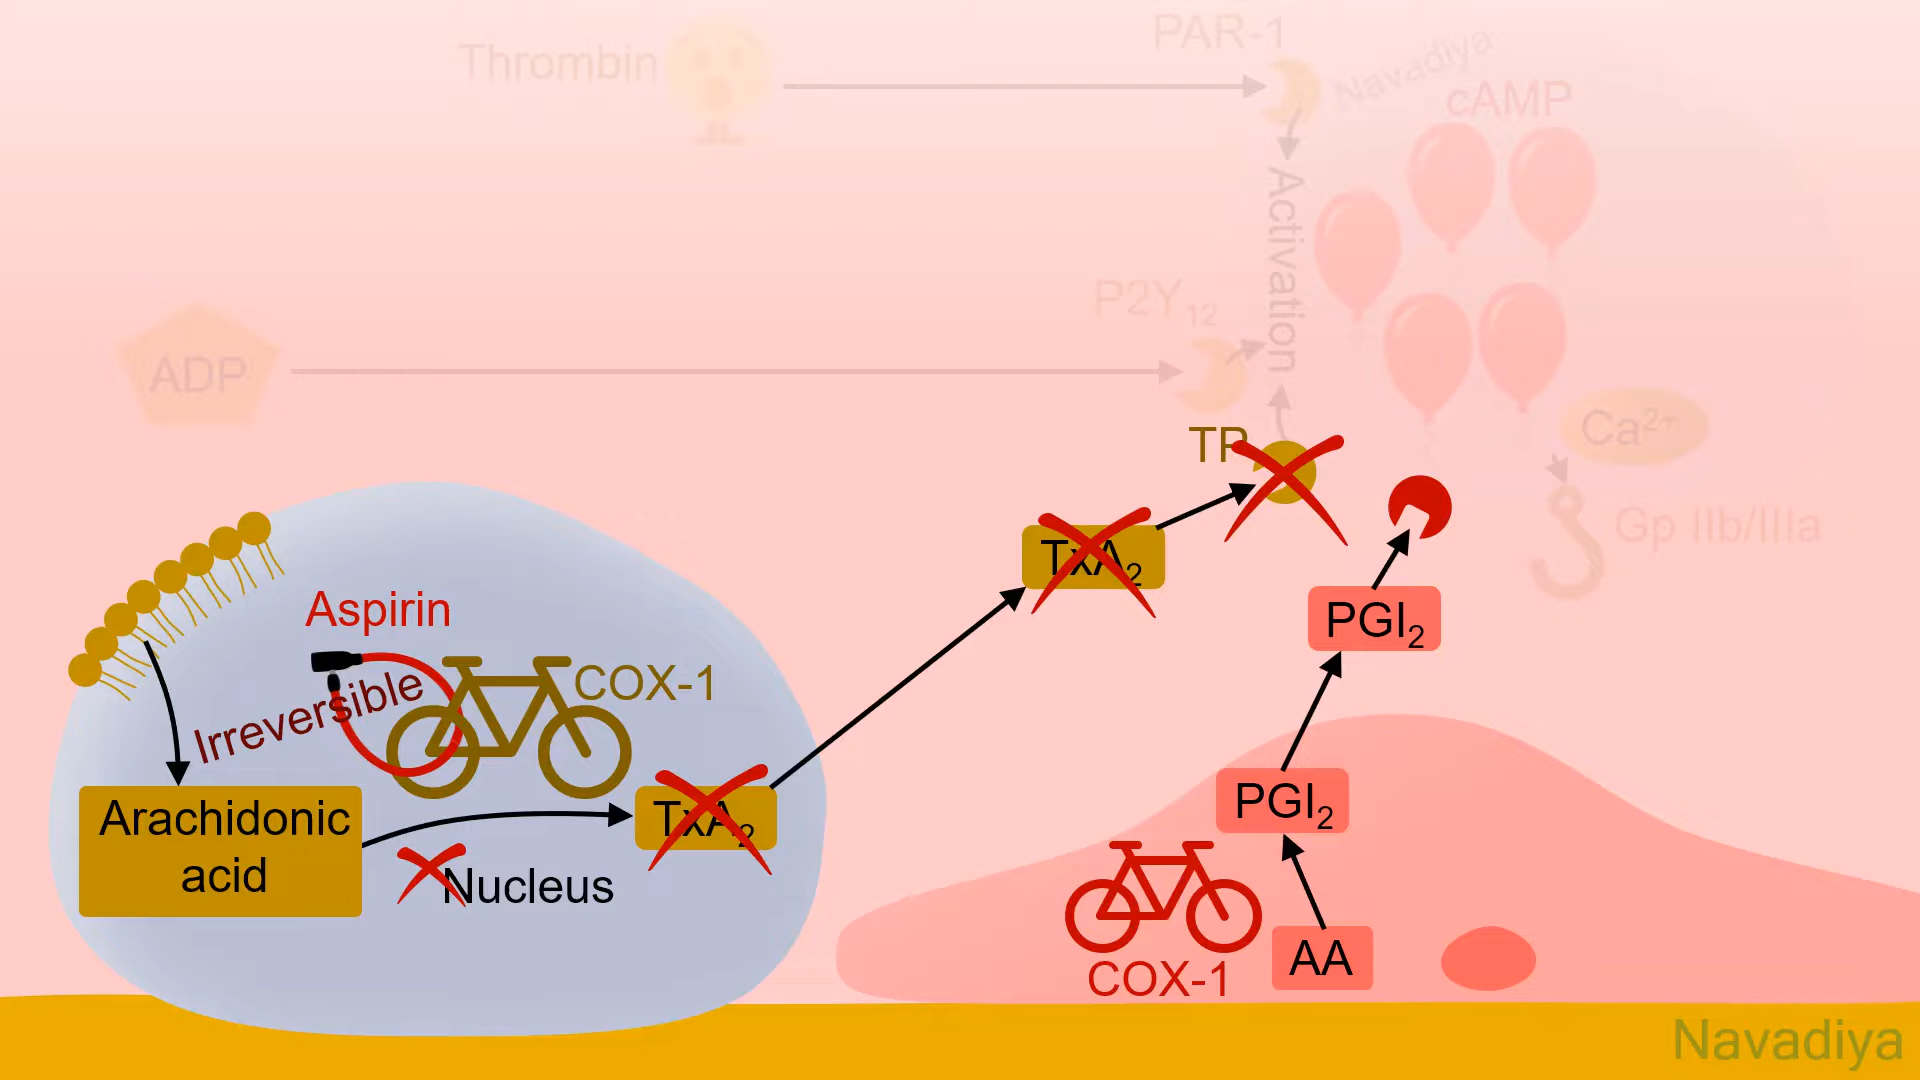 Thrombin
PAR-1
Navadiya
cAMP
Activation
P2Y12
ADP
Ca2+
TP
Gp IIb/IIIa
TxA2
PGI2
Aspirin
Irreversible
COX-1
Arachidonic
acid
TxA2
Nucleus
PGI2
COX-1
AA
Navadiya